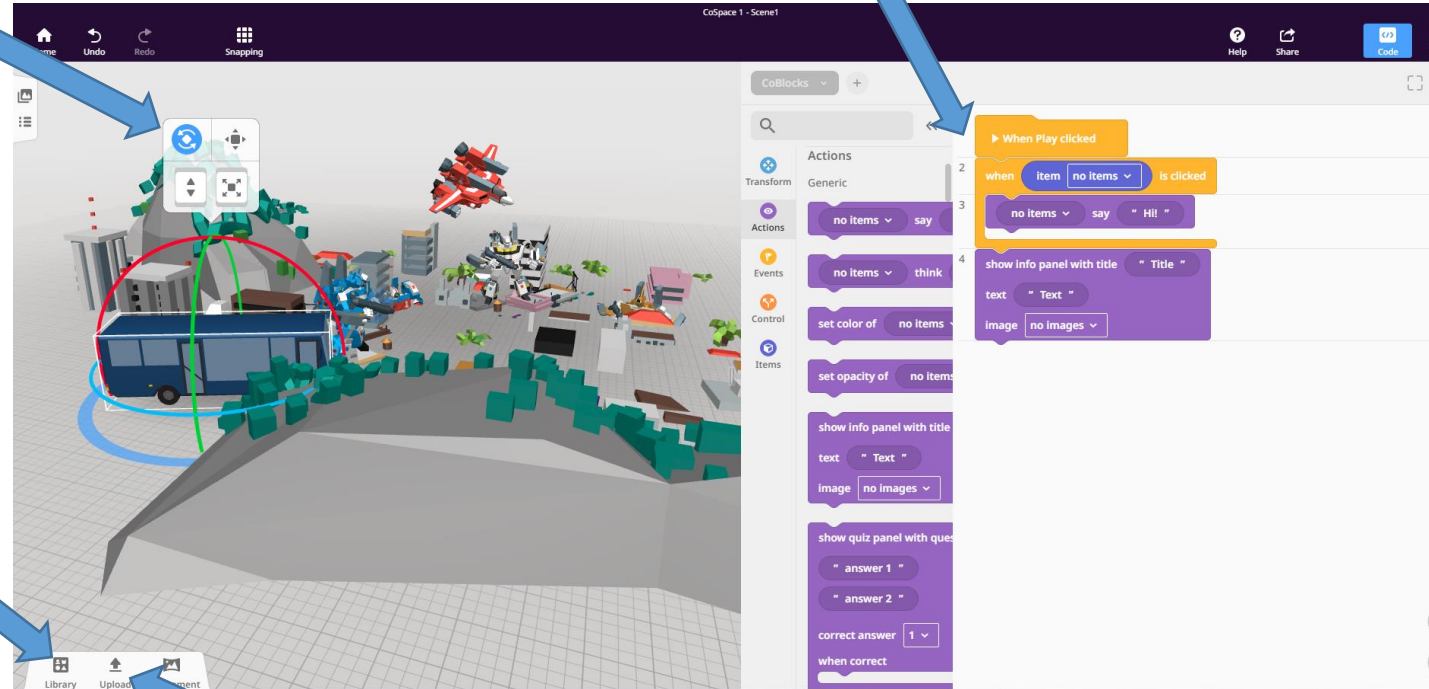 CoSpace 1 - Scene1
Undo
Redo
Snapping
Help
Share
Code
CoBlocks
Transform
Actions
Events
Control
Items
Actions
Generic
no items say
no items think
set color of no items
set opacity of no items
show info panel with title
text " Text "
image no images
show quiz panel with
" answer 1 "
" answer 2 "
correct answer 1
when correct
When Play clicked
2 when item no items is clicked
3 no items say " Hi! "
4 show info panel with title " Title "
text " Text "
image no images
Library
Upload